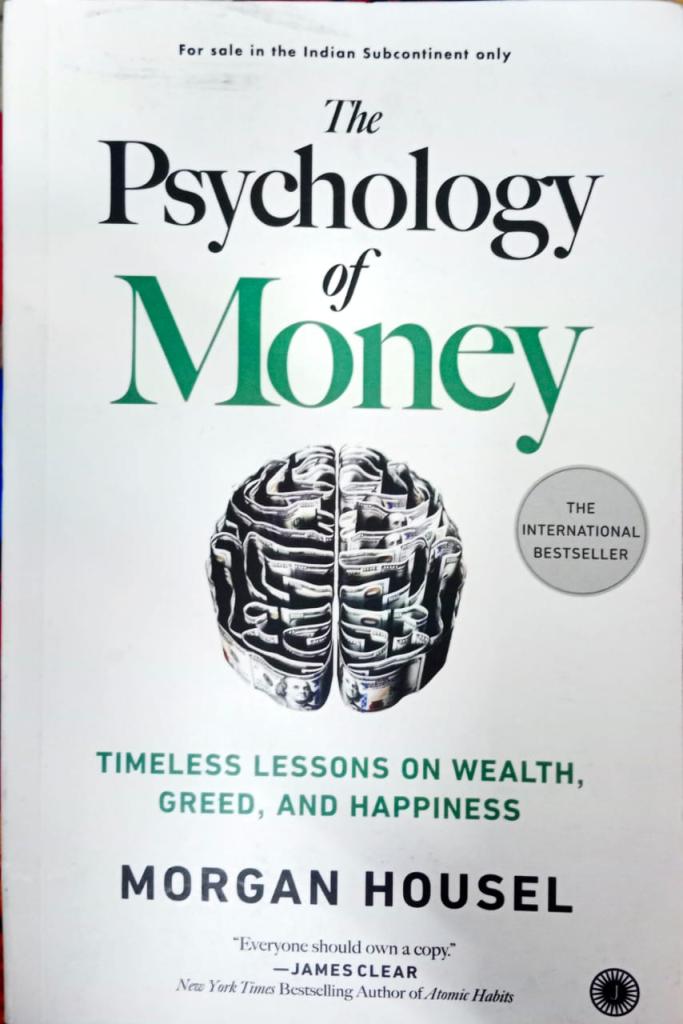 For sale in the Indian Subcontinent only
The
Psychology
of
Money
THE
INTERNATIONAL
BESTSELLER
TIMELESS LESSONS ON WEALTH,
GREED, AND HAPPINESS
MORGAN HOUSEL
"Everyone should own a copy."
—JAMES CLEAR
New York Times Bestselling Author of Atomic Habits
J